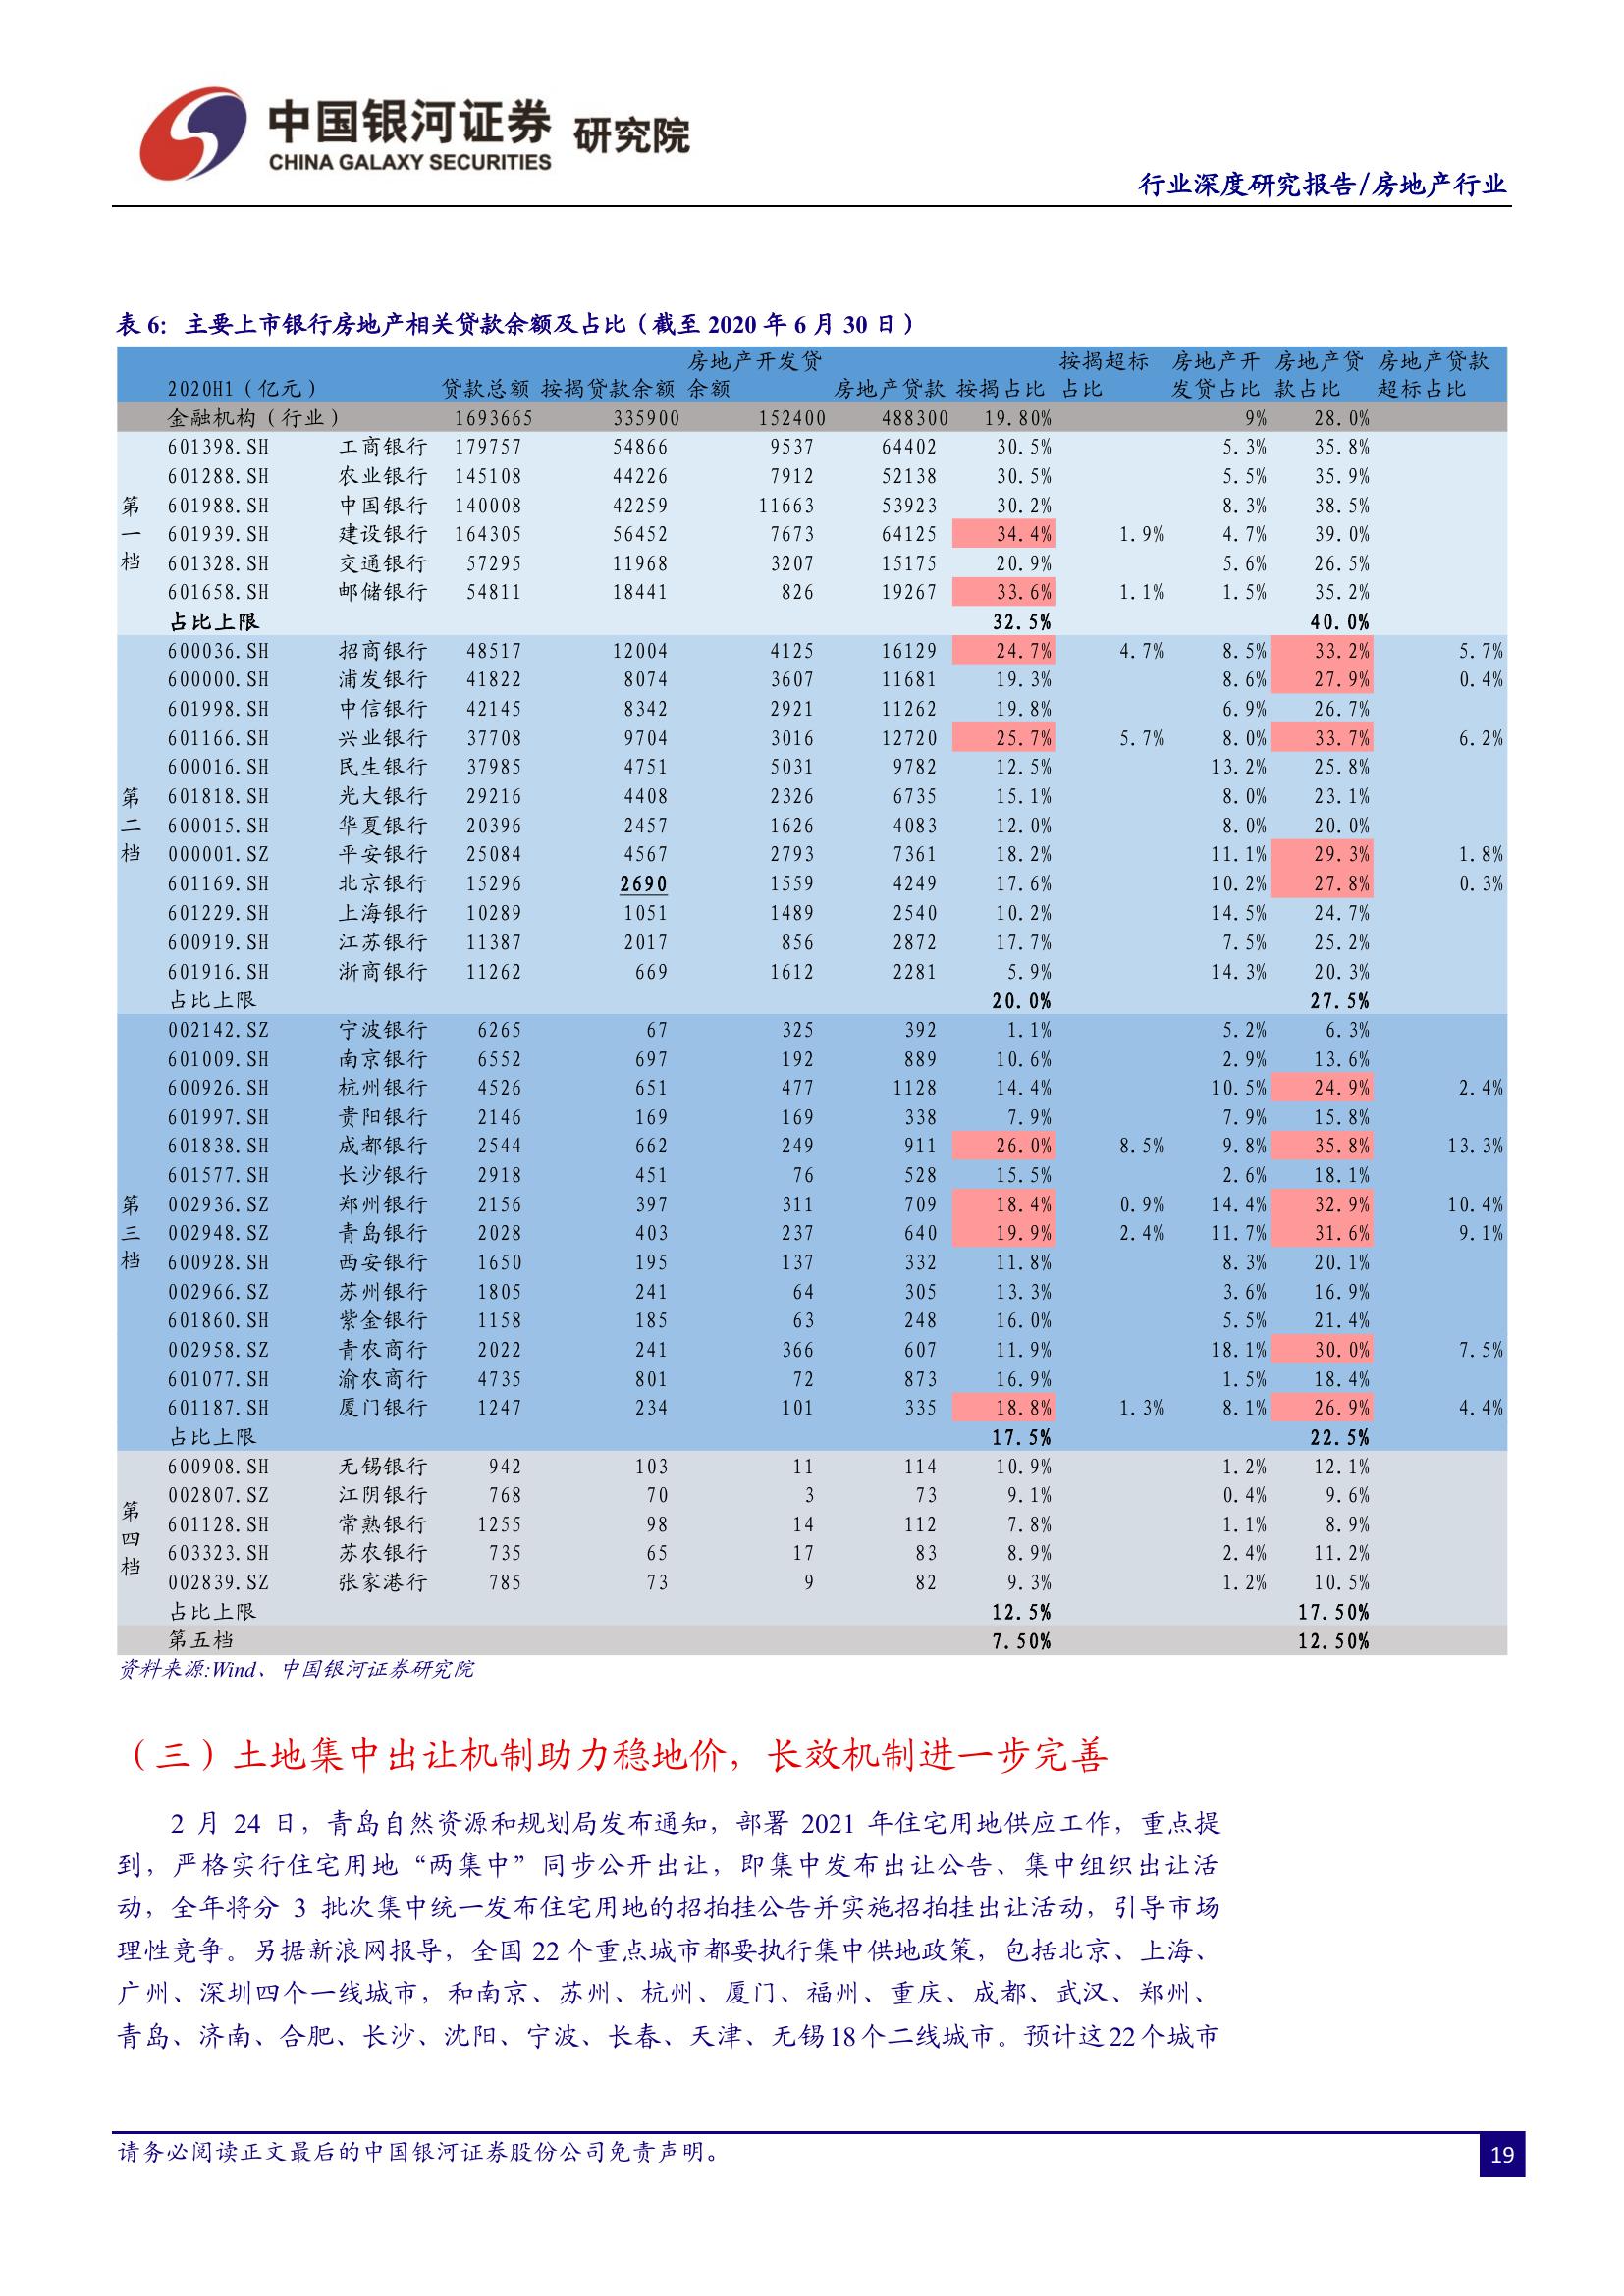 中国银河证券 研究院
CHINA GALAXY SECURITIES
行业深度研究报告/房地产行业
表 6：主要上市银行房地产相关贷款余额及占比（截至 2020 年 6 月 30 日）
2020H1（亿元） 贷款总额 按揭贷款余额 房地产开发贷余额 房地产贷款 按揭占比 按揭超标占比 房地产开发贷占比 房地产贷款占比 房地产贷款超标占比
金融机构（行业） 1693665 335900 152400 488300 19.80% 9% 28.0%
第一档
601398.SH 工商银行 179757 54866 9537 64402 30.5% 5.3% 35.8%
601288.SH 农业银行 145108 44226 7912 52138 30.5% 5.5% 35.9%
601988.SH 中国银行 140008 42259 11663 53923 30.2% 8.3% 38.5%
601939.SH 建设银行 164305 56452 7673 64125 34.4% 1.9% 4.7% 39.0%
601328.SH 交通银行 57295 11968 3207 15175 20.9% 5.6% 26.5%
601658.SH 邮储银行 54811 18441 826 19267 33.6% 1.1% 1.5% 35.2%
占比上限 32.5% 40.0%
第二档
600036.SH 招商银行 48517 12004 4125 16129 24.7% 4.7% 8.5% 33.2% 5.7%
600000.SH 浦发银行 41822 8074 3607 11681 19.3% 8.6% 27.9% 0.4%
601998.SH 中信银行 42145 8342 2921 11262 19.8% 6.9% 26.7%
601166.SH 兴业银行 37708 9704 3016 12720 25.7% 5.7% 8.0% 33.7% 6.2%
600016.SH 民生银行 37985 4751 5031 9782 12.5% 13.2% 25.8%
601818.SH 光大银行 29216 4408 2326 6735 15.1% 8.0% 23.1%
600015.SH 华夏银行 20396 2457 1626 4083 12.0% 8.0% 20.0%
000001.SZ 平安银行 25084 4567 2793 7361 18.2% 11.1% 29.3% 1.8%
601169.SH 北京银行 15296 2690 1559 4249 17.6% 10.2% 27.8% 0.3%
601229.SH 上海银行 10289 1051 1489 2540 10.2% 14.5% 24.7%
600919.SH 江苏银行 11387 2017 856 2872 17.7% 7.5% 25.2%
601916.SH 浙商银行 11262 669 1612 2281 5.9% 14.3% 20.3%
占比上限 20.0% 27.5%
第三档
002142.SZ 宁波银行 6265 67 325 392 1.1% 5.2% 6.3%
601009.SH 南京银行 6552 697 192 889 10.6% 2.9% 13.6%
600926.SH 杭州银行 4526 651 477 1128 14.4% 10.5% 24.9% 2.4%
601997.SH 贵阳银行 2146 169 169 338 7.9% 7.9% 15.8%
601838.SH 成都银行 2544 662 249 911 26.0% 8.5% 9.8% 35.8% 13.3%
601577.SH 长沙银行 2918 451 76 528 15.5% 2.6% 18.1%
002936.SZ 郑州银行 2156 397 311 709 18.4% 0.9% 14.4% 32.9% 10.4%
002948.SZ 青岛银行 2028 403 237 640 19.9% 2.4% 11.7% 31.6% 9.1%
600928.SH 西安银行 1650 195 137 332 11.8% 8.3% 20.1%
002966.SZ 苏州银行 1805 241 64 305 13.3% 3.6% 16.9%
601860.SH 紫金银行 1158 185 63 248 16.0% 5.5% 21.4%
002958.SZ 青农商行 2022 241 366 607 11.9% 18.1% 30.0% 7.5%
601077.SH 渝农商行 4735 801 72 873 16.9% 1.5% 18.4%
601187.SH 厦门银行 1247 234 101 335 18.8% 1.3% 8.1% 26.9% 4.4%
占比上限 17.5% 22.5%
第四档
600908.SH 无锡银行 942 103 11 114 10.9% 1.2% 12.1%
002807.SZ 江阴银行 768 70 3 73 9.1% 0.4% 9.6%
601128.SH 常熟银行 1255 98 14 112 7.8% 1.1% 8.9%
603323.SH 苏农银行 735 65 17 83 8.9% 2.4% 11.2%
002839.SZ 张家港行 785 73 9 82 9.3% 1.2% 10.5%
占比上限 12.5% 17.50%
第五档 7.50% 12.50%
资料来源:Wind、中国银河证券研究院
（三）土地集中出让机制助力稳地价，长效机制进一步完善
2 月 24 日，青岛自然资源和规划局发布通知，部署 2021 年住宅用地供应工作，重点提
到，严格实行住宅用地“两集中”同步公开出让，即集中发布出让公告、集中组织出让活
动，全年将分 3 批次集中统一发布住宅用地的招拍挂公告并实施招拍挂出让活动，引导市场
理性竞争。另据新浪网报导，全国 22 个重点城市都要执行集中供地政策，包括北京、上海、
广州、深圳四个一线城市，和南京、苏州、杭州、厦门、福州、重庆、成都、武汉、郑州、
青岛、济南、合肥、长沙、沈阳、宁波、长春、天津、无锡 18 个二线城市。预计这 22 个城市
请务必阅读正文最后的中国银河证券股份公司免责声明。
19